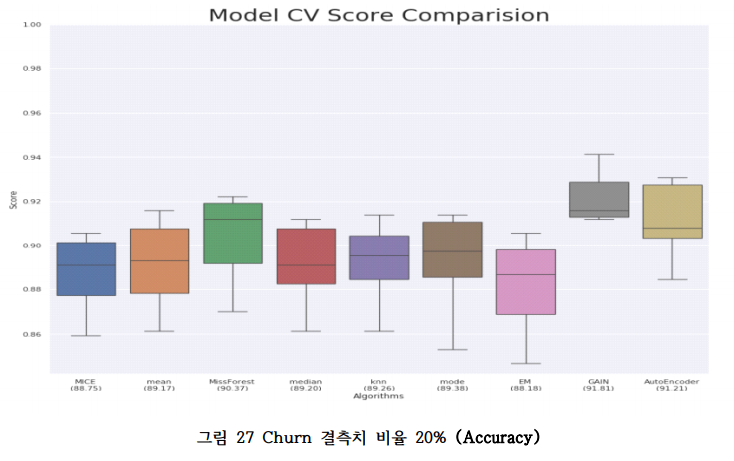 Model CV Score Comparision
1.00
0.98
0.96
0.94
0.92
0.90
0.88
0.86
Score
MICE mean MissForest median knn mode EM GAIN AutoEncoder
(88.75) (89.17) (90.37) (89.20) (89.26) (89.38) (88.18) (91.81) (91.21)
Algorithms
그림 27 Churn 결측치 비율 20% (Accuracy)